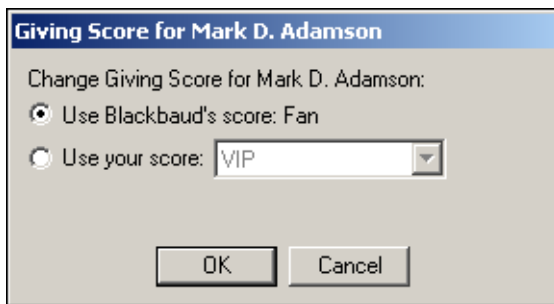 Giving Score for Mark D. Adamson
Change Giving Score for Mark D. Adamson:
Use Blackbaud's score: Fan
Use your score: VIP
OK Cancel